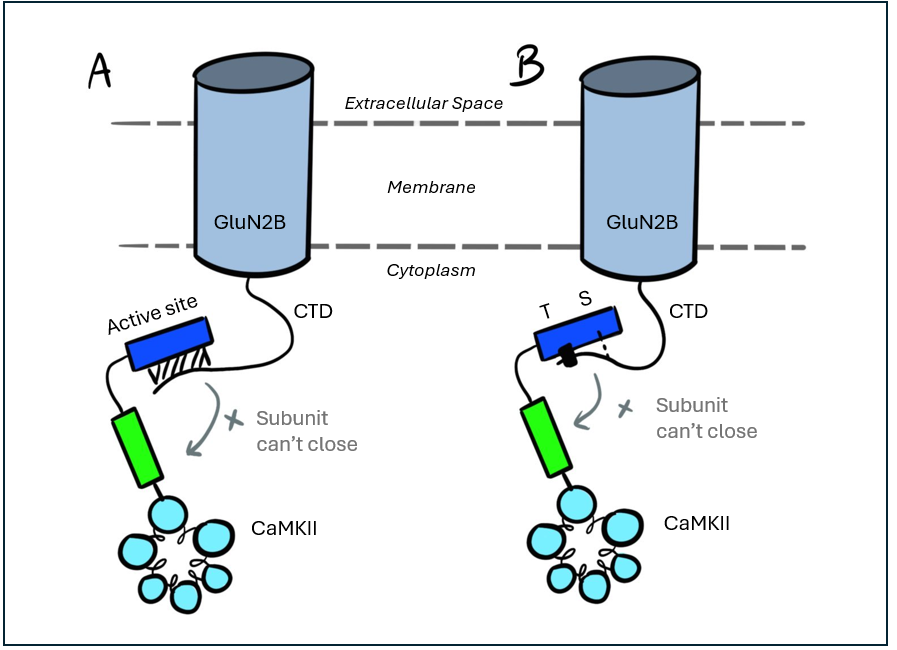 A
B
Extracellular Space
Membrane
GluN2B
GluN2B
Cytoplasm
Active site
CTD
T S
CTD
Subunit
can't close
Subunit
can't close
CaMKII
CaMKII